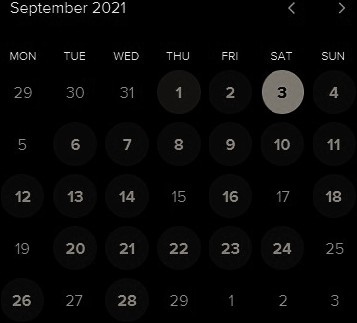 September 2021
MON TUE WED THU FRI SAT SUN
29 30 31 1 2 3 4
5 6 7 8 9 10 11
12 13 14 15 16 17 18
19 20 21 22 23 24 25
26 27 28 29 1 2 3